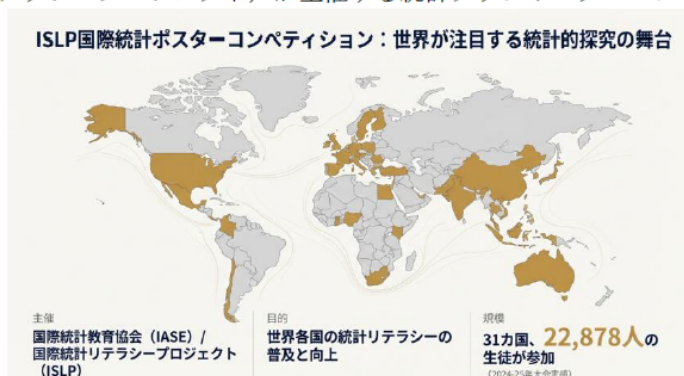 ISLP国際統計ポスターコンペティション：世界が注目する統計的探究の舞台
主催
国際統計教育協会（IASE）/
国際統計リテラシープロジェクト
（ISLP）
目的
世界各国の統計リテラシーの
普及と向上
規模
31カ国、22,878人の
生徒が参加